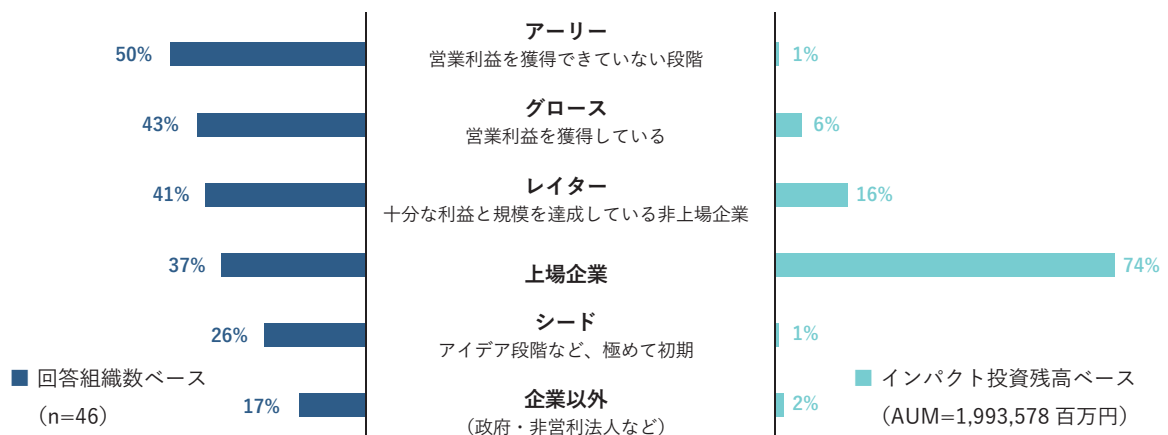 アーリー
50%
営業利益を獲得できていない段階
1%
グロース
43%
営業利益を獲得している
6%
レイター
41%
十分な利益と規模を達成している非上場企業
16%
37%
上場企業
74%
シード
26%
アイデア段階など、極めて初期
1%
回答組織数ベース
(n=46)
企業以外
17%
(政府・非営利法人など)
2%
インパクト投資残高ベース
(AUM=1,993,578 百万円)